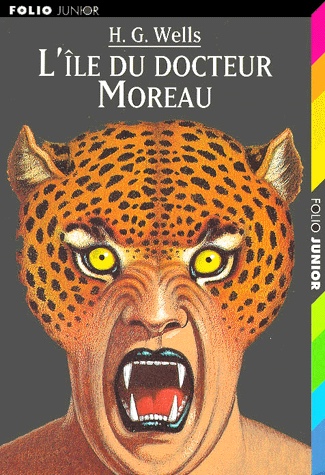 FOLIO JUNIOR
H. G. Wells
L'ÎLE DU DOCTEUR
MOREAU
FOLIO JUNIOR